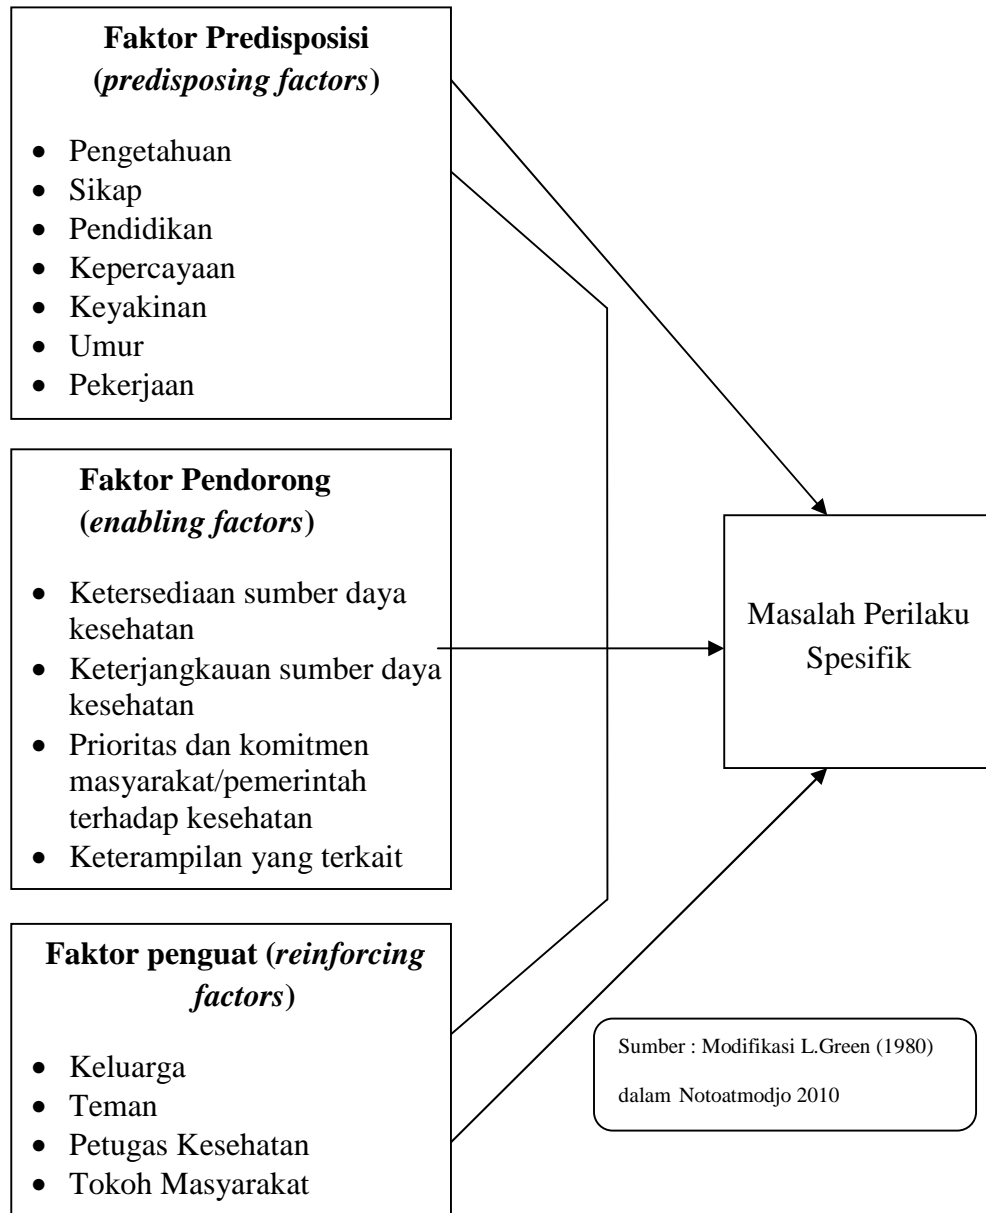 Faktor Predisposisi
(predisposing factors)
• Pengetahuan
• Sikap
• Pendidikan
• Kepercayaan
• Keyakinan
• Umur
• Pekerjaan
Faktor Pendorong
(enabling factors)
• Ketersediaan sumber daya
kesehatan
• Keterjangkauan sumber daya
kesehatan
• Prioritas dan komitmen
masyarakat/pemerintah
terhadap kesehatan
• Keterampilan yang terkait
Masalah Perilaku
Spesifik
Faktor penguat (reinforcing
factors)
• Keluarga
• Teman
• Petugas Kesehatan
• Tokoh Masyarakat
Sumber : Modifikasi L.Green (1980)
dalam Notoatmodjo 2010